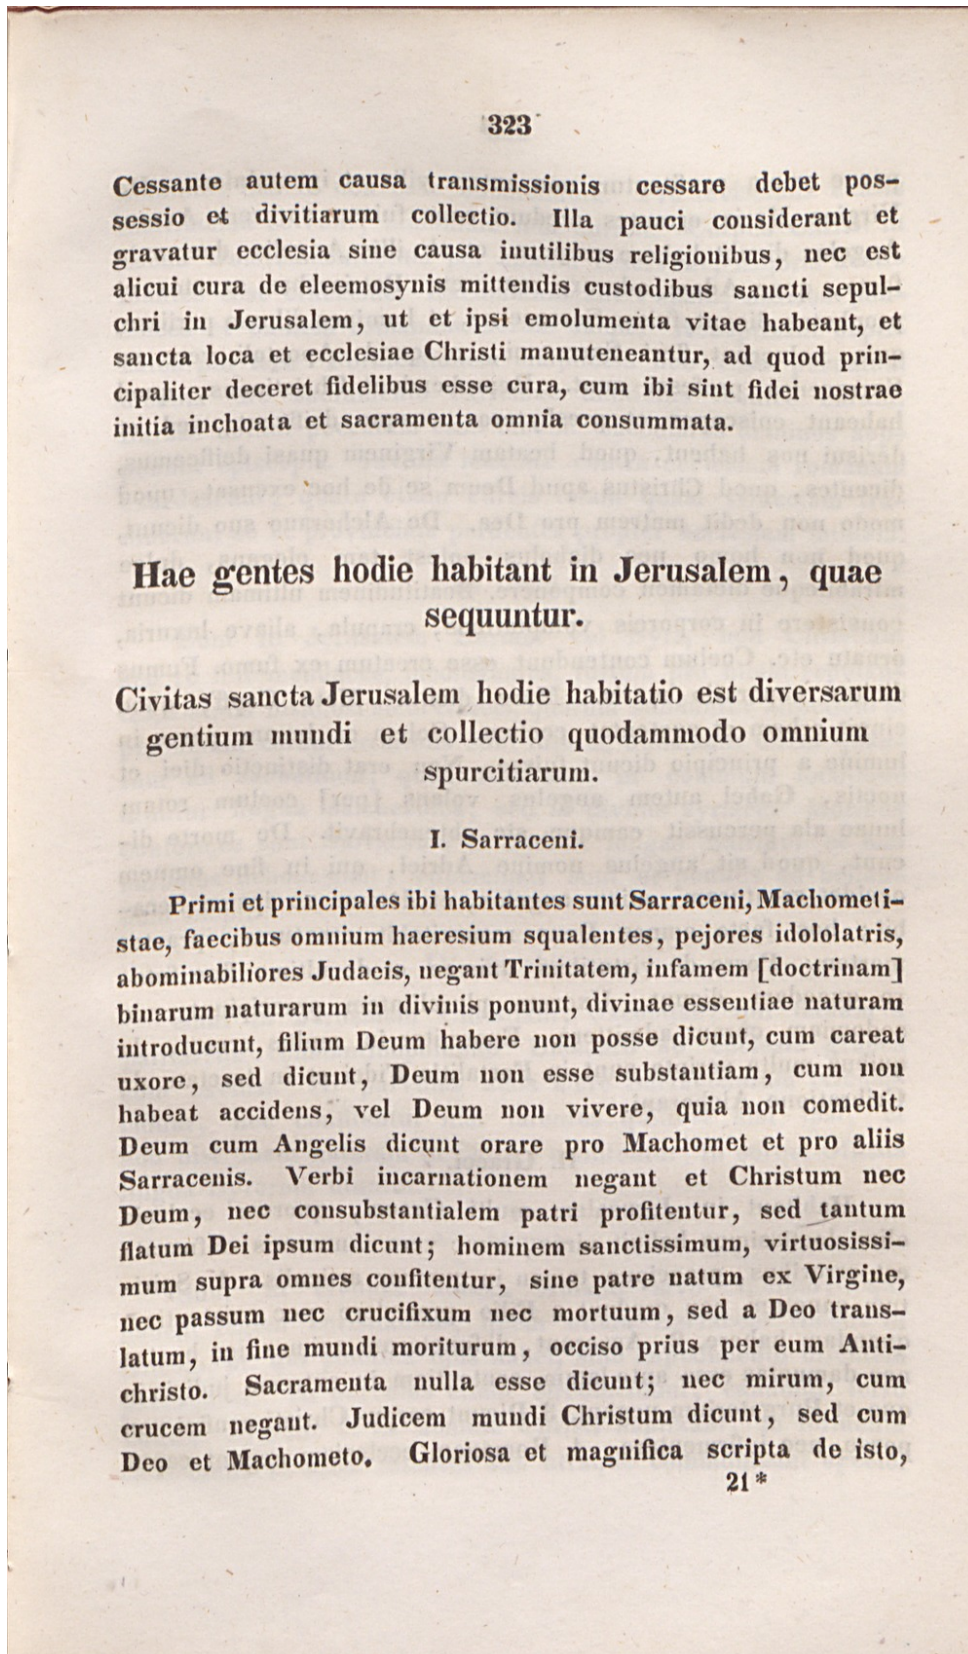 323
Cessante autem causa transmissionis cessare debet pos-
sessio et divitiarum collectio. Illa pauci considerant et
gravatur ecclesia sine causa inutilibus religionibus, nec est
alicui cura de eleemosynis mittendis custodibus sancti sepul-
chri in Jerusalem, ut et ipsi emolumenta vitae habeant, et
sancta loca et ecclesiae Christi manuteneantur, ad quod prin-
cipaliter deceret fidelibus esse cura, cum ibi sint fidei nostrae
initia inchoata et sacramenta omnia consummata.
Hae gentes hodie habitant in Jerusalem, quae
sequuntur.
Civitas sancta Jerusalem hodie habitatio est diversarum
gentium mundi et collectio quodammodo omnium
spurcitiarum.
I. Sarraceni.
Primi et principales ibi habitantes sunt Sarraceni, Machometi-
stae, faecibus omnium haeresium squalentes, pejores idololatris,
abominabiliores Judaeis, negant Trinitatem, infamem [doctrinam]
binarum naturarum in divinis ponunt, divinae essentiae naturam
introducunt, filium Deum habere non posse dicunt, cum careat
uxore, sed dicunt, Deum non esse substantiam, cum non
habeat accidens, vel Deum non vivere, quia non comedit.
Deum cum Angelis dicunt orare pro Machomet et pro aliis
Sarracenis. Verbi incarnationem negant et Christum nec
Deum, nec consubstantialem patri profitentur, sed tantum
flatum Dei ipsum dicunt; hominem sanctissimum, virtuosissi-
mum supra omnes confitentur, sine patre natum ex Virgine,
nec passum nec crucifixum nec mortuum, sed a Deo trans-
latum, in fine mundi moriturum, occiso prius per eum Anti-
christo. Sacramenta nulla esse dicunt; nec mirum, cum
crucem negant. Judicem mundi Christum dicunt, sed cum
Deo et Machometo. Gloriosa et magnifica scripta de isto,
21*